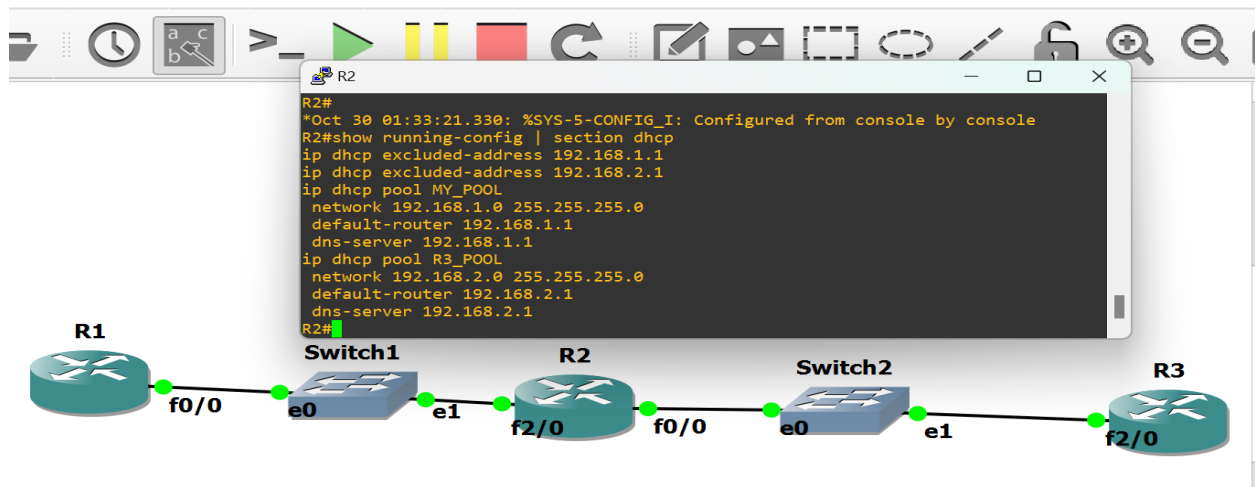 a c
b
R2
R2#
*Oct 30 01:33:21.330: %SYS-5-CONFIG_I: Configured from console by console
R2#show running-config | section dhcp
ip dhcp excluded-address 192.168.1.1
ip dhcp excluded-address 192.168.2.1
ip dhcp pool MY_POOL
 network 192.168.1.0 255.255.255.0
 default-router 192.168.1.1
 dns-server 192.168.1.1
ip dhcp pool R3_POOL
 network 192.168.2.0 255.255.255.0
 default-router 192.168.2.1
 dns-server 192.168.2.1
R2#
R1
Switch1
R2
Switch2
R3
f0/0
e0
e1
f2/0
f0/0
e0
e1
f2/0